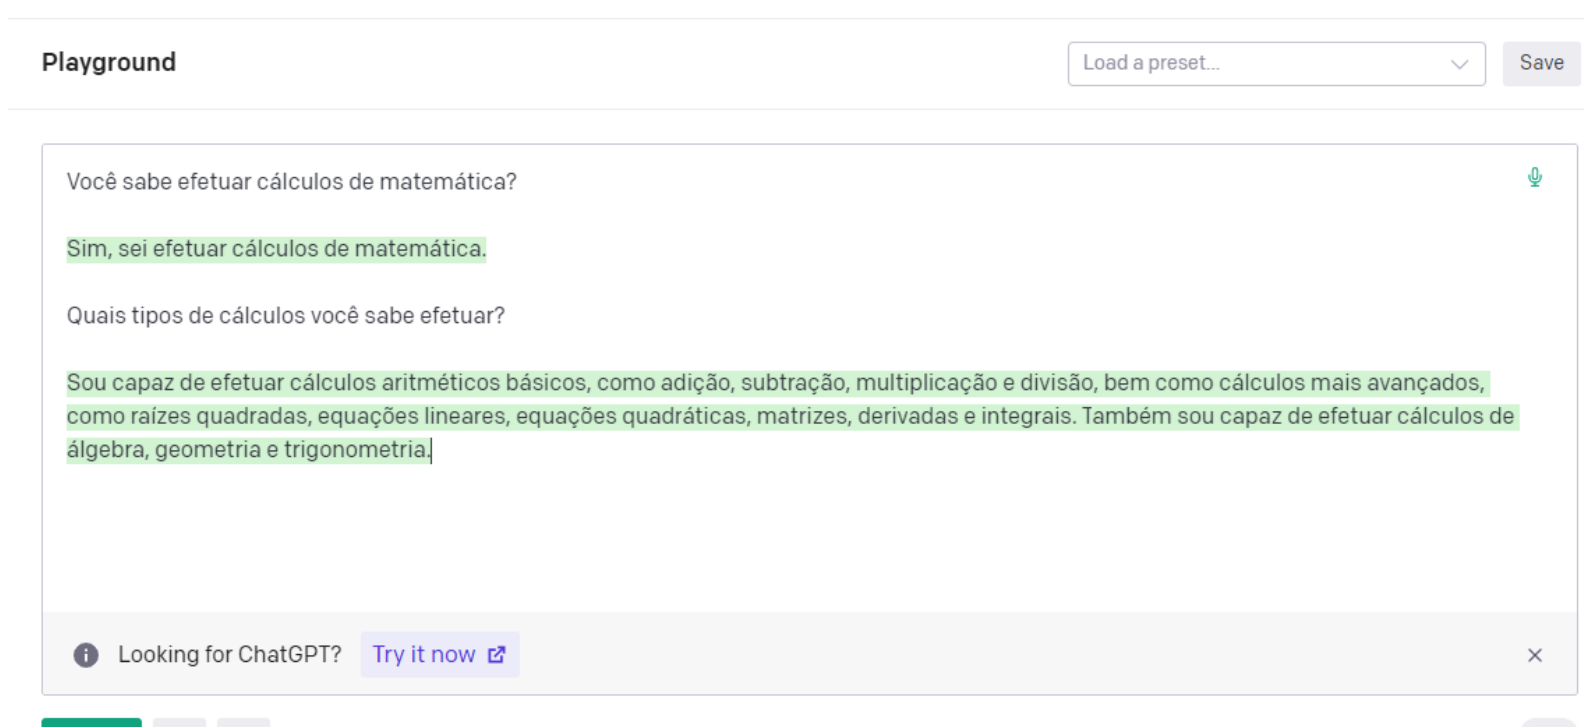 Playground
Load a preset...
Save
Você sabe efetuar cálculos de matemática?
Sim, sei efetuar cálculos de matemática.
Quais tipos de cálculos você sabe efetuar?
Sou capaz de efetuar cálculos aritméticos básicos, como adição, subtração, multiplicação e divisão, bem como cálculos mais avançados,
como raízes quadradas, equações lineares, equações quadráticas, matrizes, derivadas e integrais. Também sou capaz de efetuar cálculos de
álgebra, geometria e trigonometria.
Looking for ChatGPT? Try it now